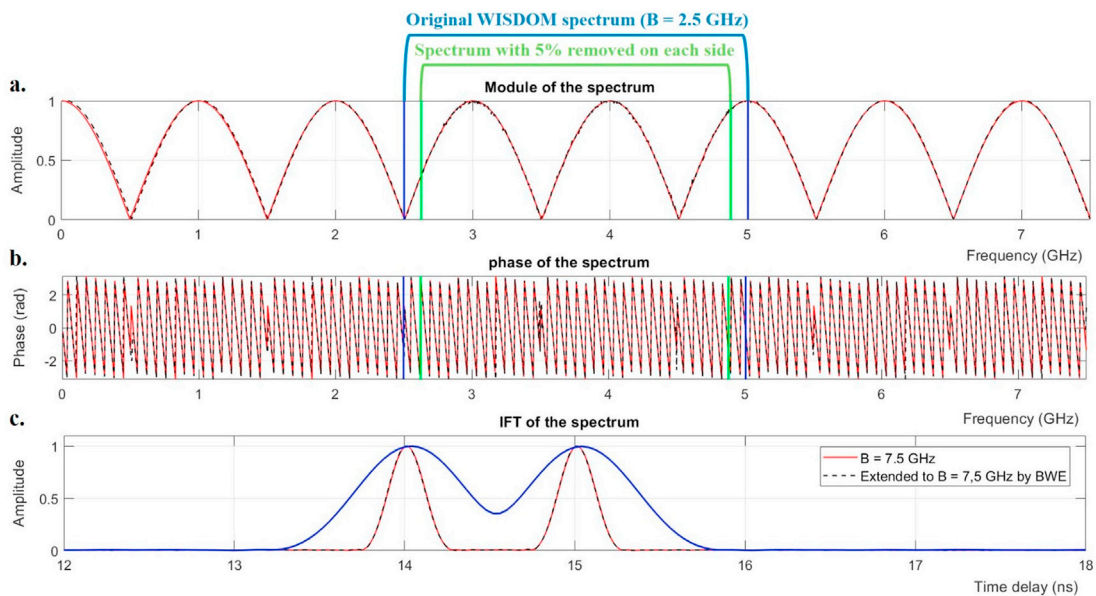 Original WISDOM spectrum (B = 2.5 GHz)
Spectrum with 5% removed on each side
a.
Module of the spectrum
Amplitude
1
0.5
0
0 1 2 3 4 5 6 7
Frequency (GHz)
b.
phase of the spectrum
Phase (rad)
2
0
-2
0 1 2 3 4 5 6 7
Frequency (GHz)
c.
IFT of the spectrum
Amplitude
1
0.5
0
B = 7.5 GHz
Extended to B = 7,5 GHz by BWE
12 13 14 15 16 17 18
Time delay (ns)